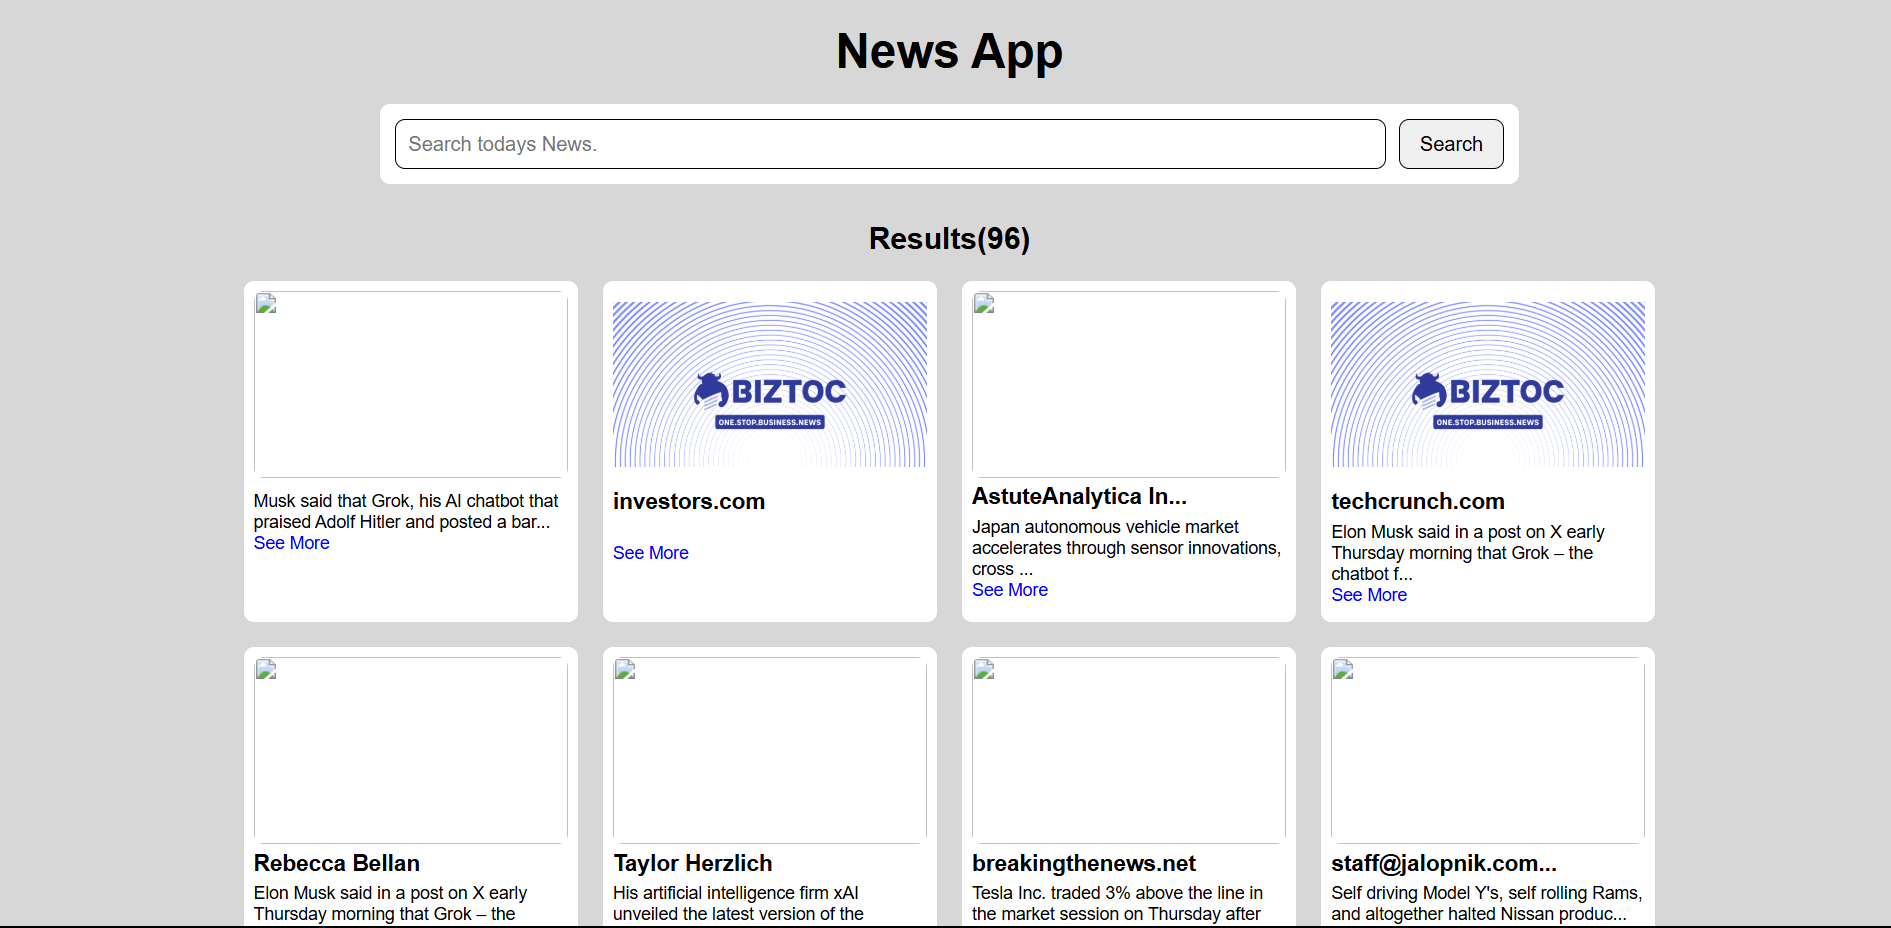 News App
Search todays News.
Search
Results(96)
Musk said that Grok, his AI chatbot that
praised Adolf Hitler and posted a bar...
See More
BIZTOC
ONE.STOP.BUSINESS.NEWS
investors.com
See More
AstuteAnalytica In...
Japan autonomous vehicle market
accelerates through sensor innovations,
cross ...
See More
BIZTOC
ONE.STOP.BUSINESS.NEWS
techcrunch.com
Elon Musk said in a post on X early
Thursday morning that Grok – the
chatbot f...
See More
Rebecca Bellan
Elon Musk said in a post on X early
Thursday morning that Grok – the
Taylor Herzlich
His artificial intelligence firm xAI
unveiled the latest version of the
breakingthenews.net
Tesla Inc. traded 3% above the line in
the market session on Thursday after
staff@jalopnik.com...
Self driving Model Y's, self rolling Rams,
and altogether halted Nissan produc...